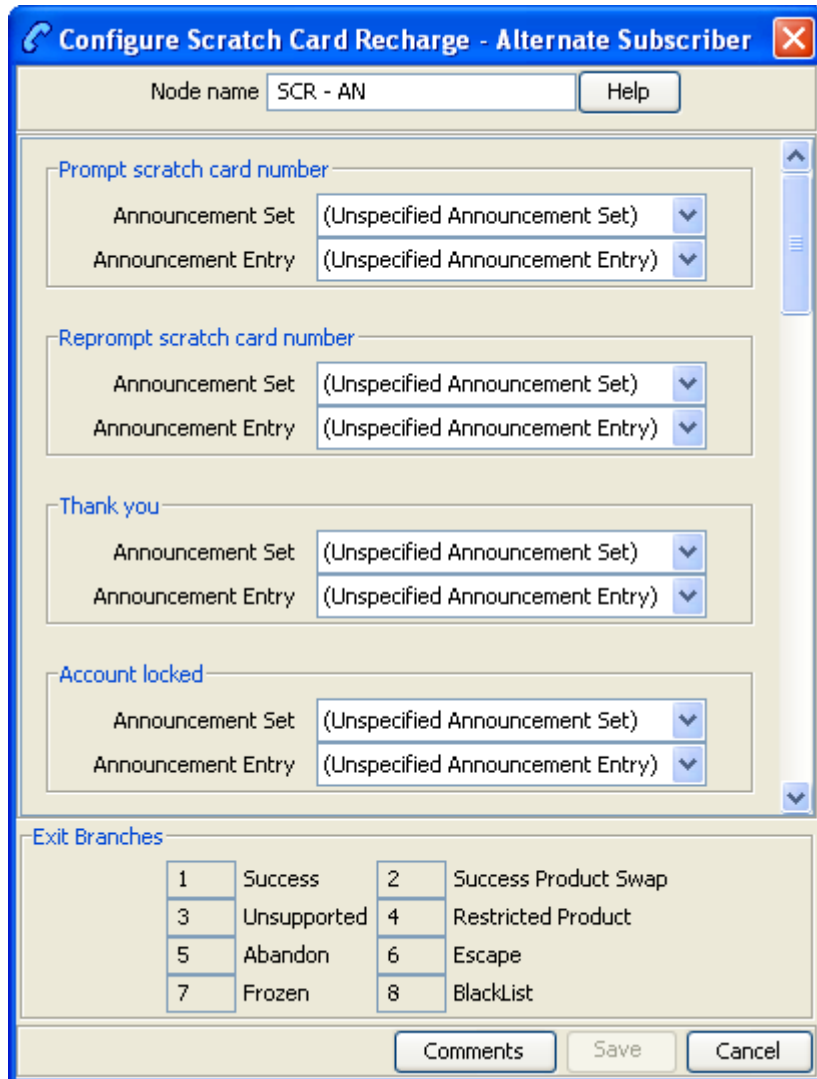 Configure Scratch Card Recharge - Alternate Subscriber
Node name SCR - AN Help
Prompt scratch card number
Announcement Set (Unspecified Announcement Set)
Announcement Entry (Unspecified Announcement Entry)
Reprompt scratch card number
Announcement Set (Unspecified Announcement Set)
Announcement Entry (Unspecified Announcement Entry)
Thank you
Announcement Set (Unspecified Announcement Set)
Announcement Entry (Unspecified Announcement Entry)
Account locked
Announcement Set (Unspecified Announcement Set)
Announcement Entry (Unspecified Announcement Entry)
Exit Branches
1 Success 2 Success Product Swap
3 Unsupported 4 Restricted Product
5 Abandon 6 Escape
7 Frozen 8 BlackList
Comments Save Cancel